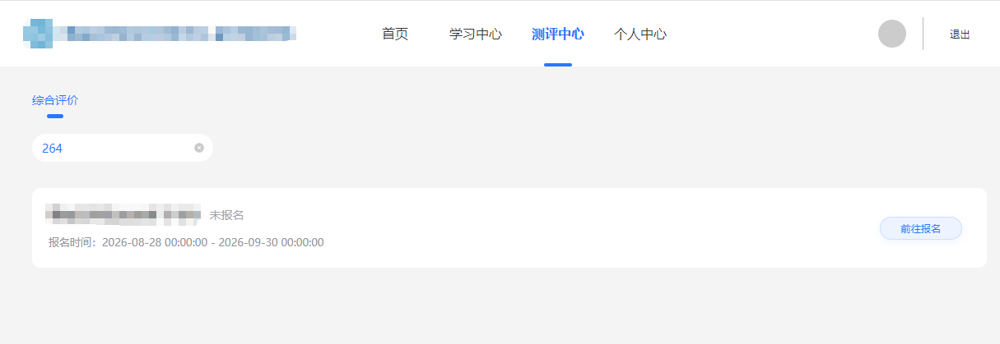 首页 学习中心 测评中心 个人中心 退出
综合评价
264
未报名
报名时间：2026-08-28 00:00:00 - 2026-09-30 00:00:00
前往报名